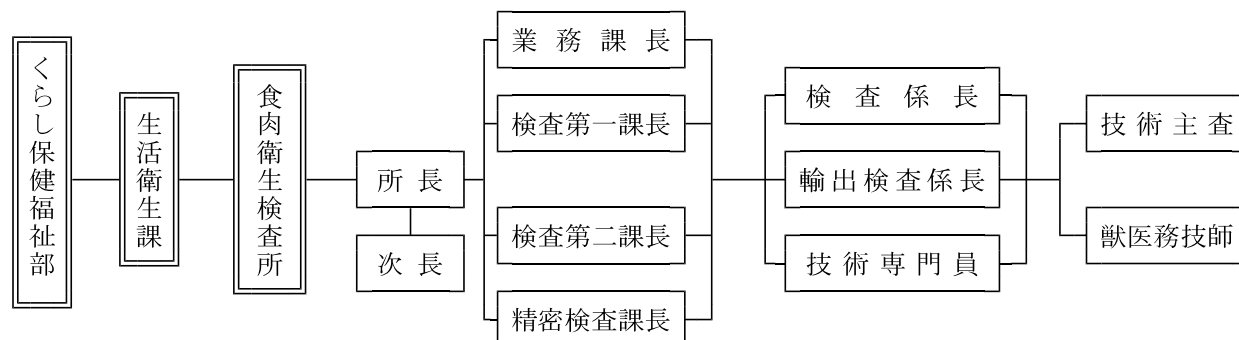 くらし保健福祉部
生活衛生課
食肉衛生検査所
所長
次長
業務課長
検査第一課長
検査第二課長
精密検査課長
検査係長
輸出検査係長
技術専門員
技術主査
獣医務技師